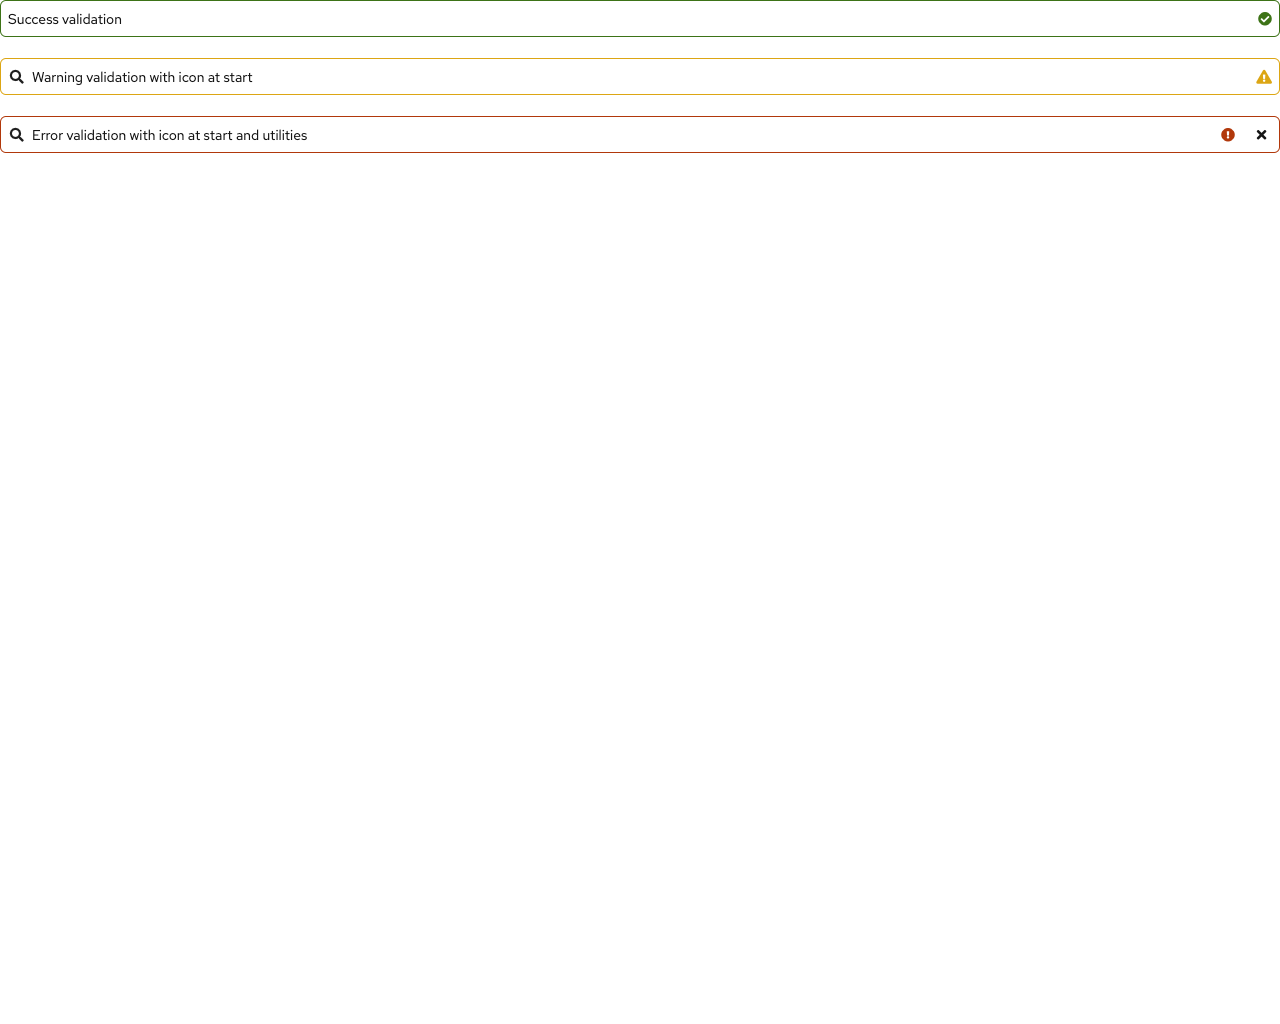 Success validation
Warning validation with icon at start
Error validation with icon at start and utilities